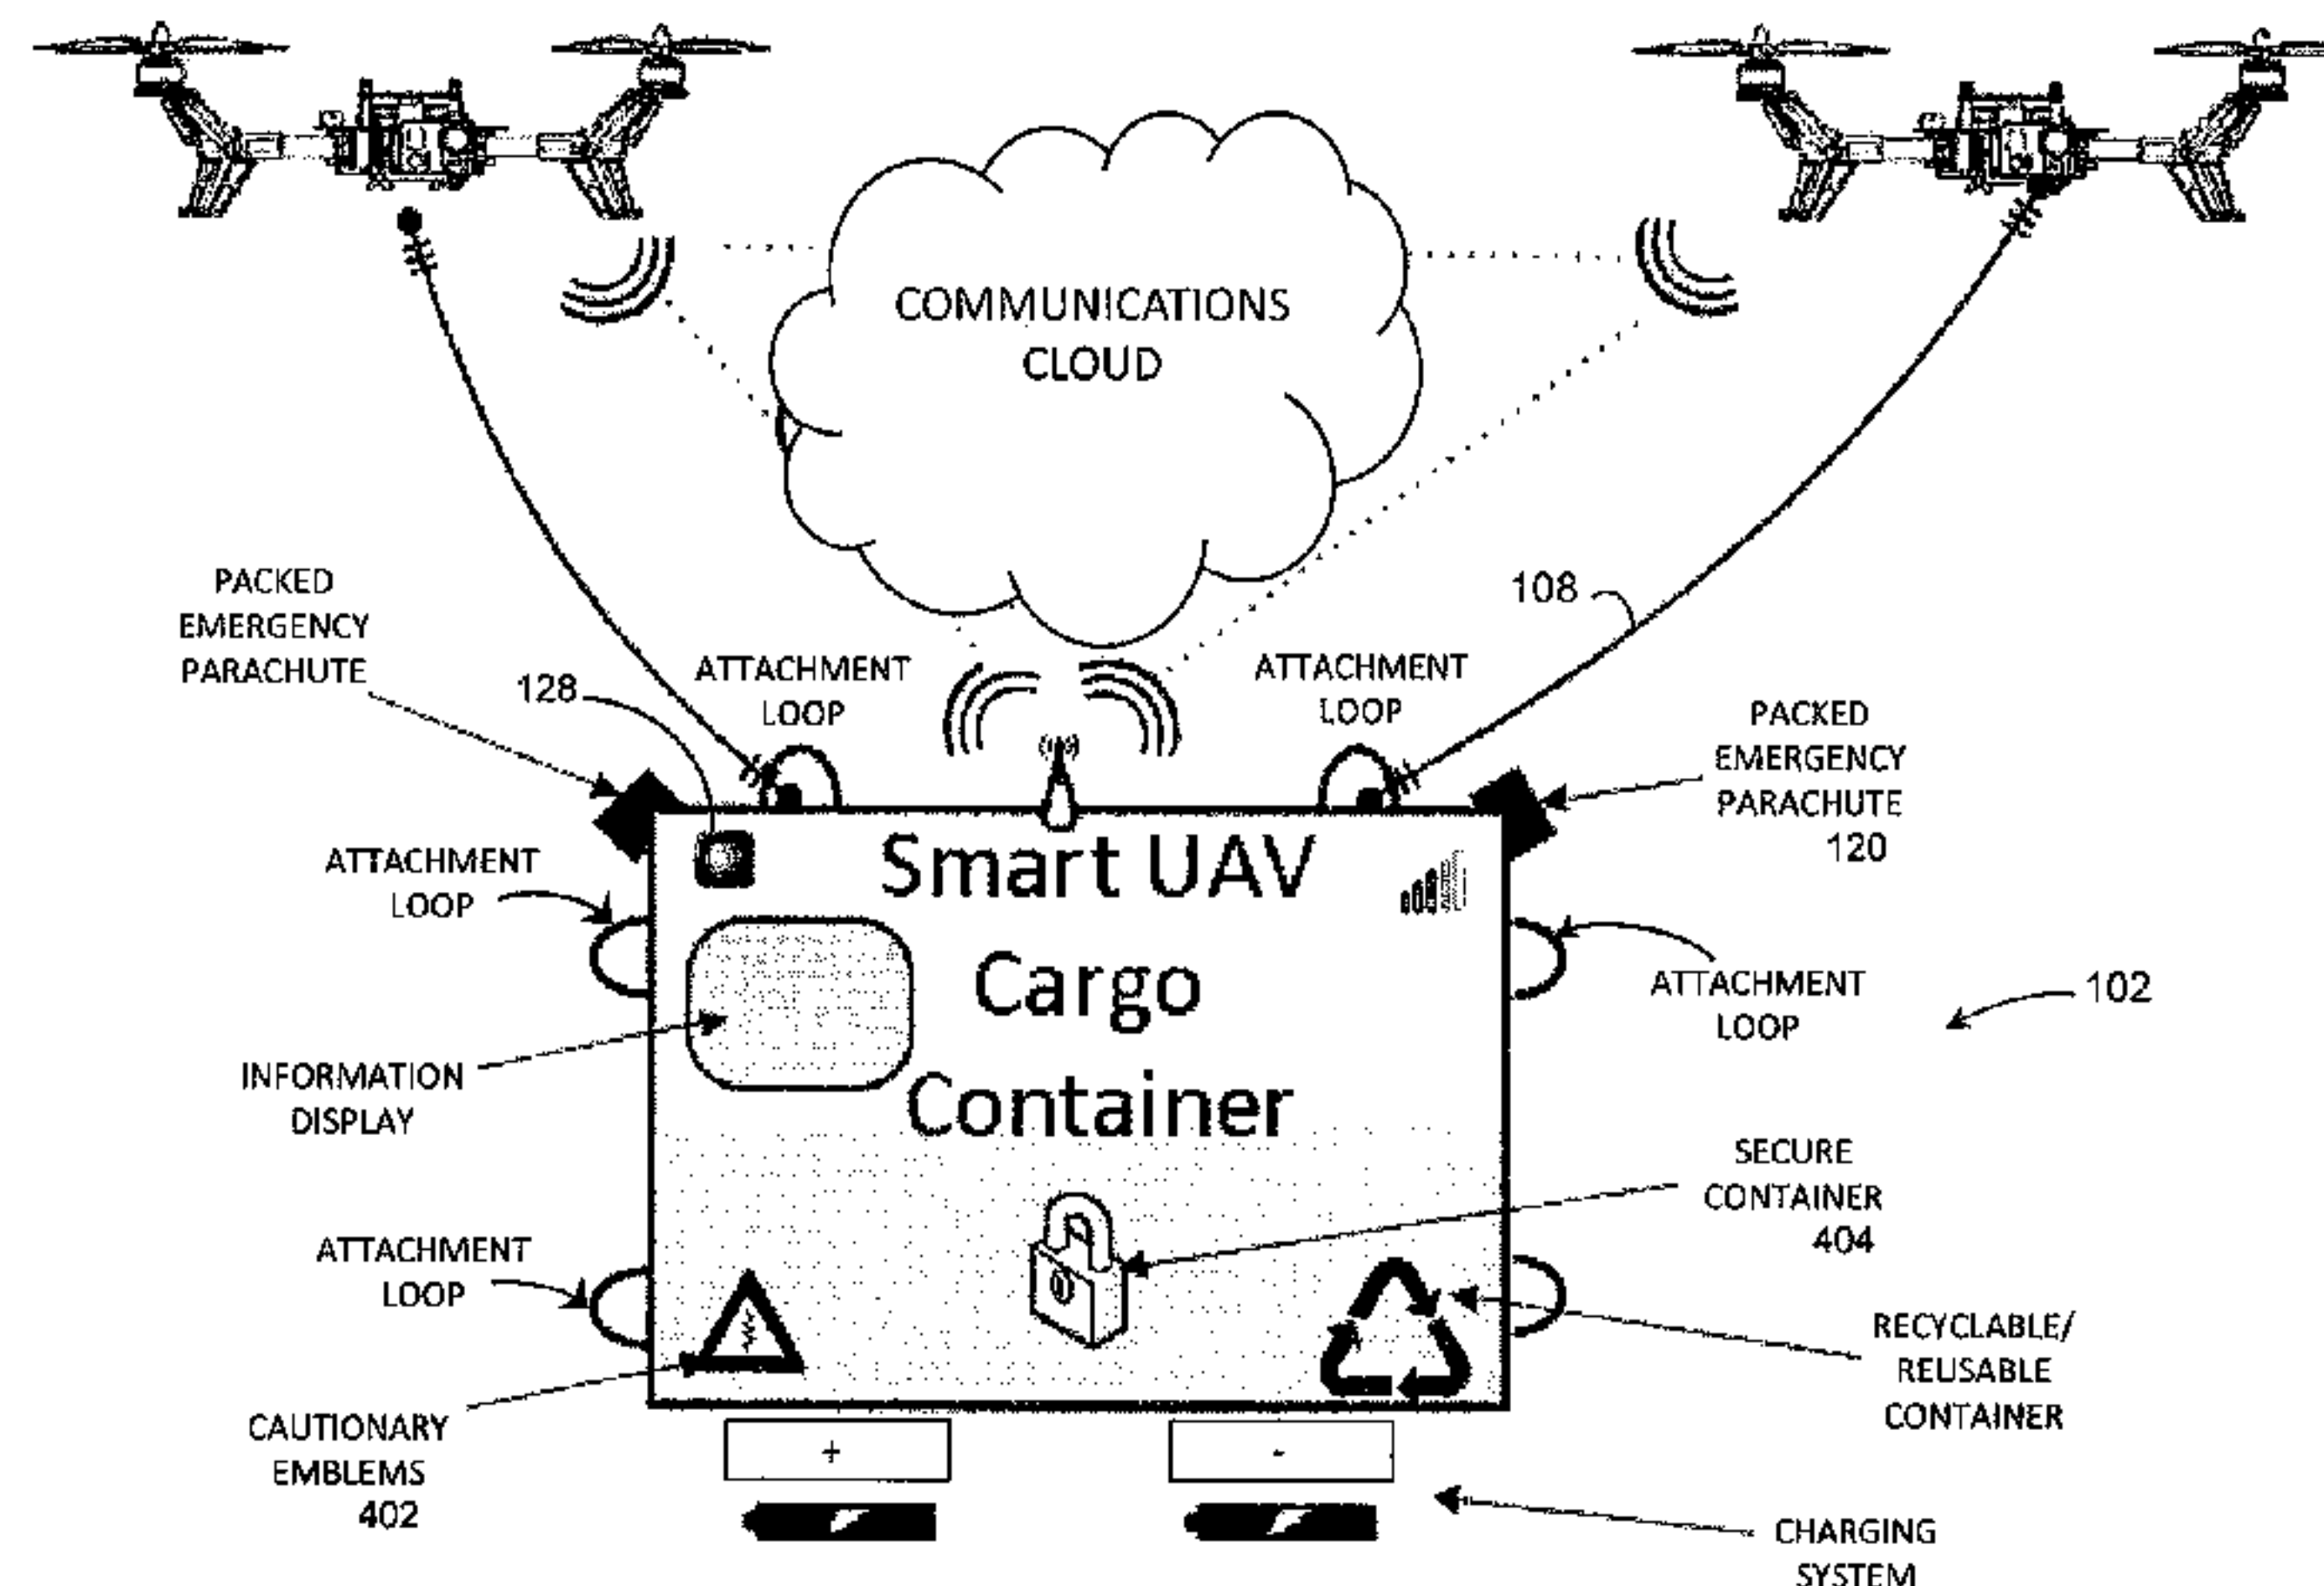 COMMUNICATIONS
CLOUD
PACKED
EMERGENCY
PARACHUTE
128
ATTACHMENT
LOOP
ATTACHMENT
LOOP
108
PACKED
EMERGENCY
PARACHUTE
120
ATTACHMENT
LOOP
Smart UAV
Cargo
Container
ATTACHMENT
LOOP
102
INFORMATION
DISPLAY
SECURE
CONTAINER
404
ATTACHMENT
LOOP
RECYCLABLE/
REUSABLE
CONTAINER
CAUTIONARY
EMBLEMS
402
+
-
CHARGING
SYSTEM